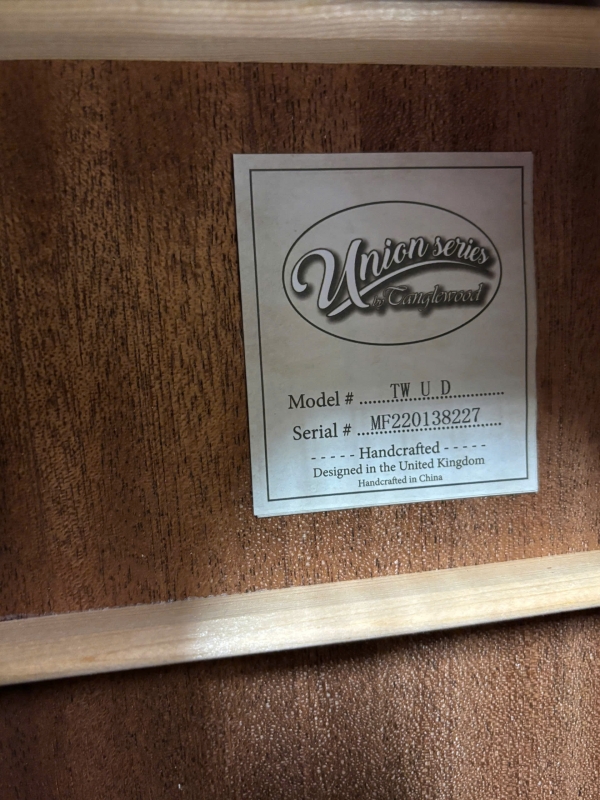 Union series
by Tanglewood
Model # TW U D
Serial # MF220138227
- - - - - Handcrafted - - - - -
Designed in the United Kingdom
Handcrafted in China